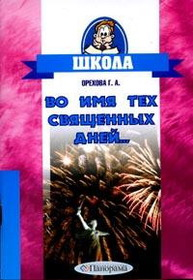 ШКОЛА
ОРЕХОВА Г. А.
ВО ИМЯ ТЕХ
СВЯЩЕННЫХ
ДНЕЙ...
Панорама